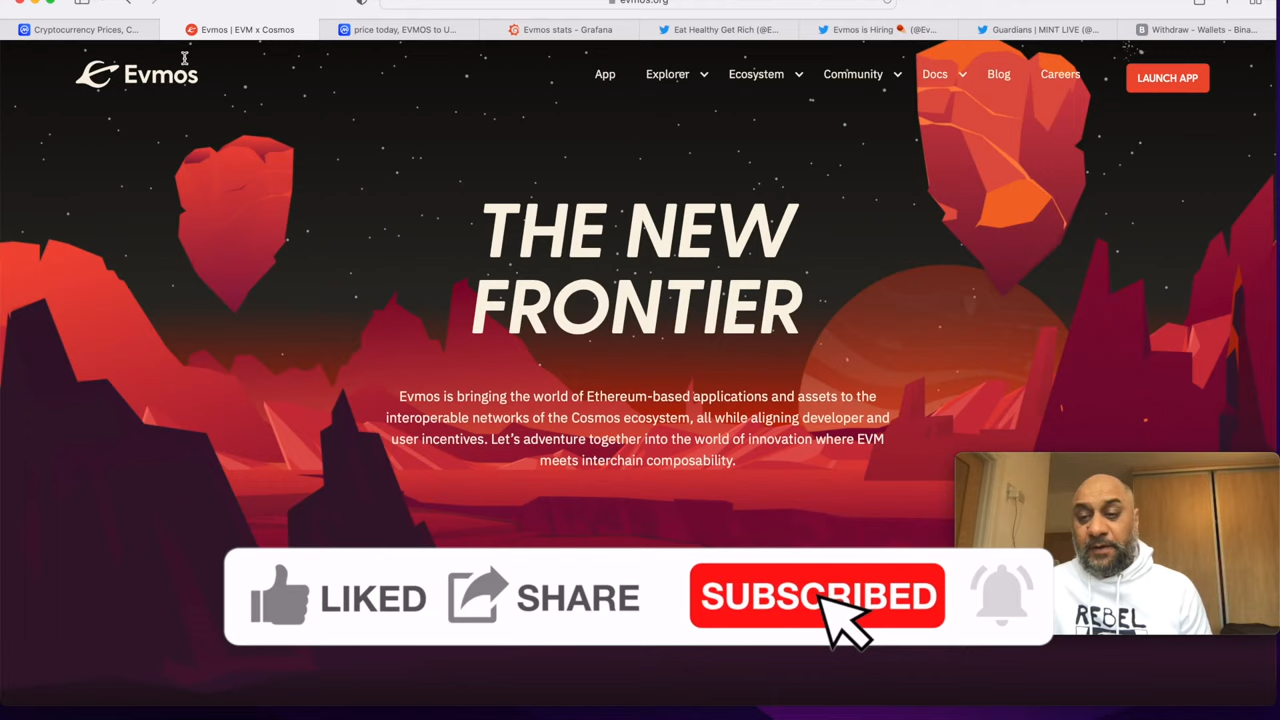 evmos.org
Cryptocurrency Prices, C...
Evmos | EVM x Cosmos
price today, EVMOS to U...
Evmos stats - Grafana
Eat Healthy Get Rich (@E...
Evmos is Hiring (@Ev...
Guardians | MINT LIVE (@...
B
Withdraw - Wallets - Bina...
Evmos
App
Explorer
Ecosystem
Community
Docs
Blog
Careers
LAUNCH APP
THE NEW
FRONTIER
Evmos is bringing the world of Ethereum-based applications and assets to the
interoperable networks of the Cosmos ecosystem, all while aligning developer and
user incentives. Let's adventure together into the world of innovation where EVM
meets interchain composability.
LIKED
SHARE
SUBSCRIBED
REBEL